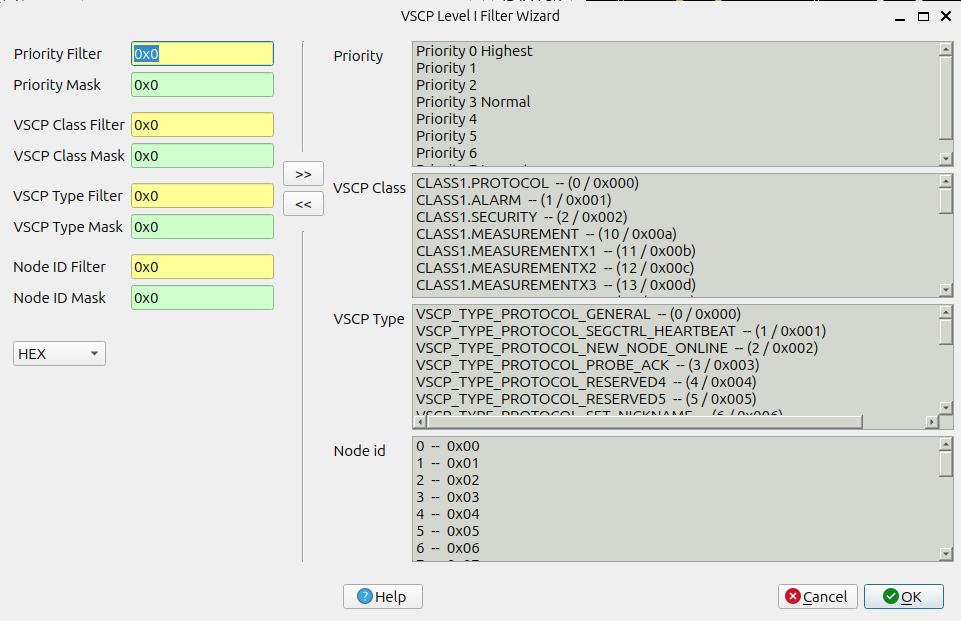 VSCP Level I Filter Wizard
Priority Filter 0x0
Priority Mask 0x0
VSCP Class Filter 0x0
VSCP Class Mask 0x0
VSCP Type Filter 0x0
VSCP Type Mask 0x0
Node ID Filter 0x0
Node ID Mask 0x0
HEX
>>
<<
Priority
Priority 0 Highest
Priority 1
Priority 2
Priority 3 Normal
Priority 4
Priority 5
Priority 6
VSCP Class
CLASS1.PROTOCOL -- (0 / 0x000)
CLASS1.ALARM -- (1 / 0x001)
CLASS1.SECURITY -- (2 / 0x002)
CLASS1.MEASUREMENT -- (10 / 0x00a)
CLASS1.MEASUREMENTX1 -- (11 / 0x00b)
CLASS1.MEASUREMENTX2 -- (12 / 0x00c)
CLASS1.MEASUREMENTX3 -- (13 / 0x00d)
VSCP Type
VSCP_TYPE_PROTOCOL_GENERAL -- (0 / 0x000)
VSCP_TYPE_PROTOCOL_SEGCTRL_HEARTBEAT -- (1 / 0x001)
VSCP_TYPE_PROTOCOL_NEW_NODE_ONLINE -- (2 / 0x002)
VSCP_TYPE_PROTOCOL_PROBE_ACK -- (3 / 0x003)
VSCP_TYPE_PROTOCOL_RESERVED4 -- (4 / 0x004)
VSCP_TYPE_PROTOCOL_RESERVED5 -- (5 / 0x005)
VSCP_TYPE_PROTOCOL_SET_NICKNAME -- (6 / 0x006)
Node id
0 -- 0x00
1 -- 0x01
2 -- 0x02
3 -- 0x03
4 -- 0x04
5 -- 0x05
6 -- 0x06
Help
Cancel
OK